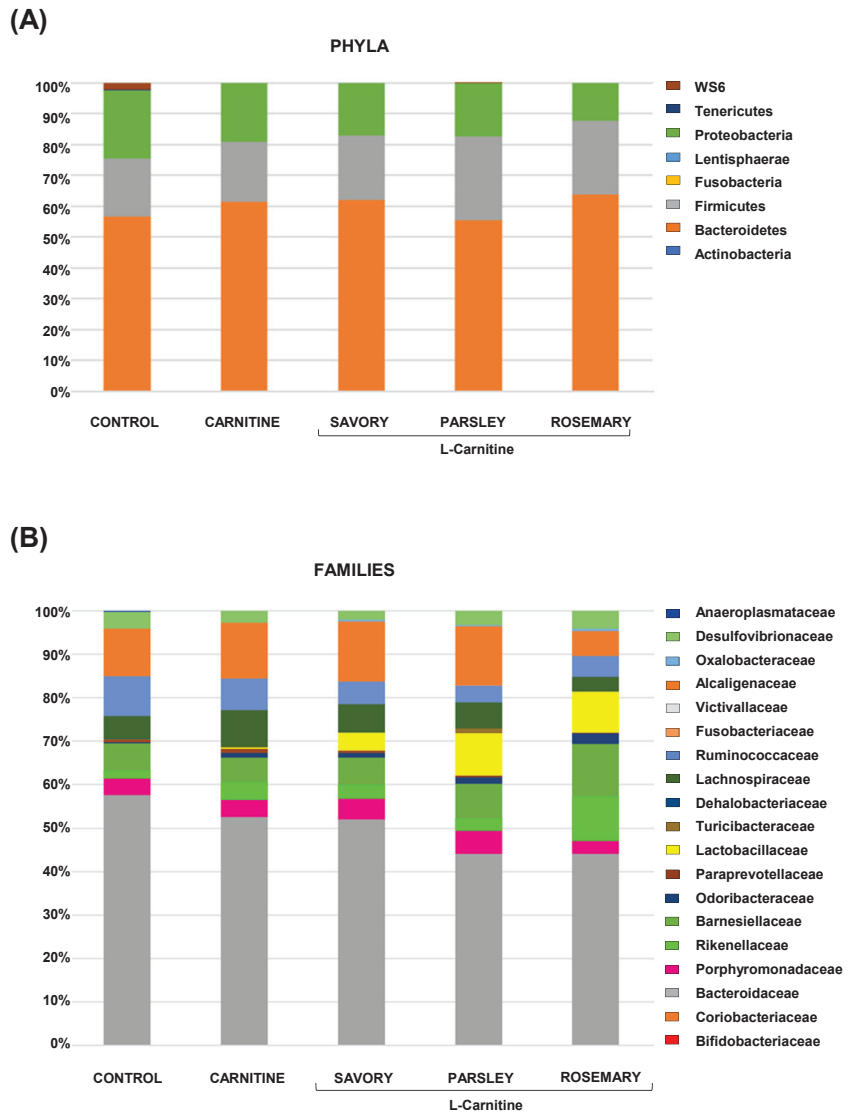 (A)
PHYLA
100%
90%
80%
70%
60%
50%
40%
30%
20%
10%
0%
CONTROL CARNITINE SAVORY PARSLEY ROSEMARY
L-Carnitine
WS6
Tenericutes
Proteobacteria
Lentisphaerae
Fusobacteria
Firmicutes
Bacteroidetes
Actinobacteria
(B)
FAMILIES
100%
90%
80%
70%
60%
50%
40%
30%
20%
10%
0%
CONTROL CARNITINE SAVORY PARSLEY ROSEMARY
L-Carnitine
Anaeroplasmataceae
Desulfovibrionaceae
Oxalobacteraceae
Alcaligenaceae
Victivallaceae
Fusobacteriaceae
Ruminococcaceae
Lachnospiraceae
Dehalobacteriaceae
Turicibacteraceae
Lactobacillaceae
Paraprevotellaceae
Odoribacteraceae
Barnesiellaceae
Rikenellaceae
Porphyromonadaceae
Bacteroidaceae
Coriobacteriaceae
Bifidobacteriaceae